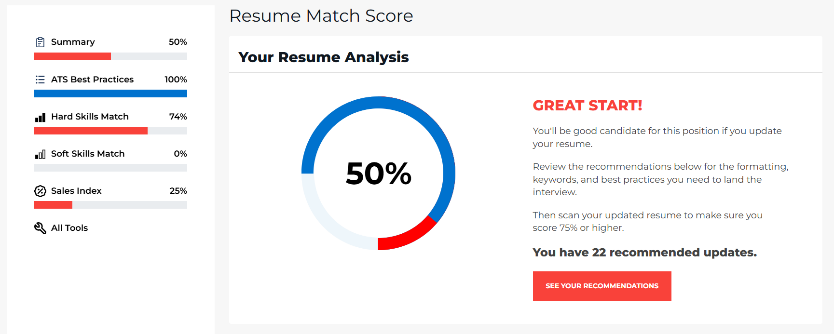 Resume Match Score
Summary 50%
ATS Best Practices 100%
Hard Skills Match 74%
Soft Skills Match 0%
Sales Index 25%
All Tools
Your Resume Analysis
50%
GREAT START!
You'll be good candidate for this position if you update
your resume.
Review the recommendations below for the formatting,
keywords, and best practices you need to land the
interview.
Then scan your updated resume to make sure you
score 75% or higher.
You have 22 recommended updates.
SEE YOUR RECOMMENDATIONS